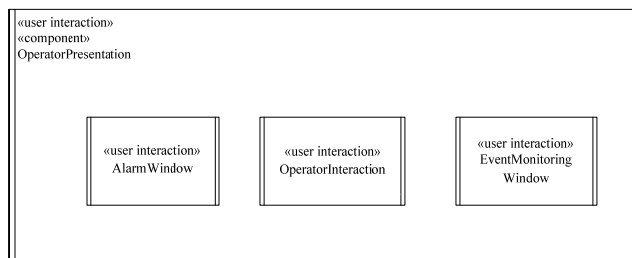 «user interaction»
«component»
OperatorPresentation
«user interaction»
AlarmWindow
«user interaction»
OperatorInteraction
«user interaction»
EventMonitoring
Window